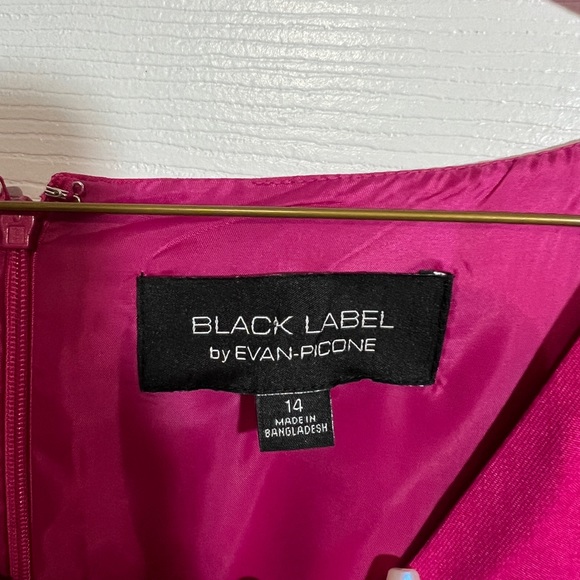 BLACK LABEL
by EVAN-PICONE
14
MADE IN
BANGLADESH